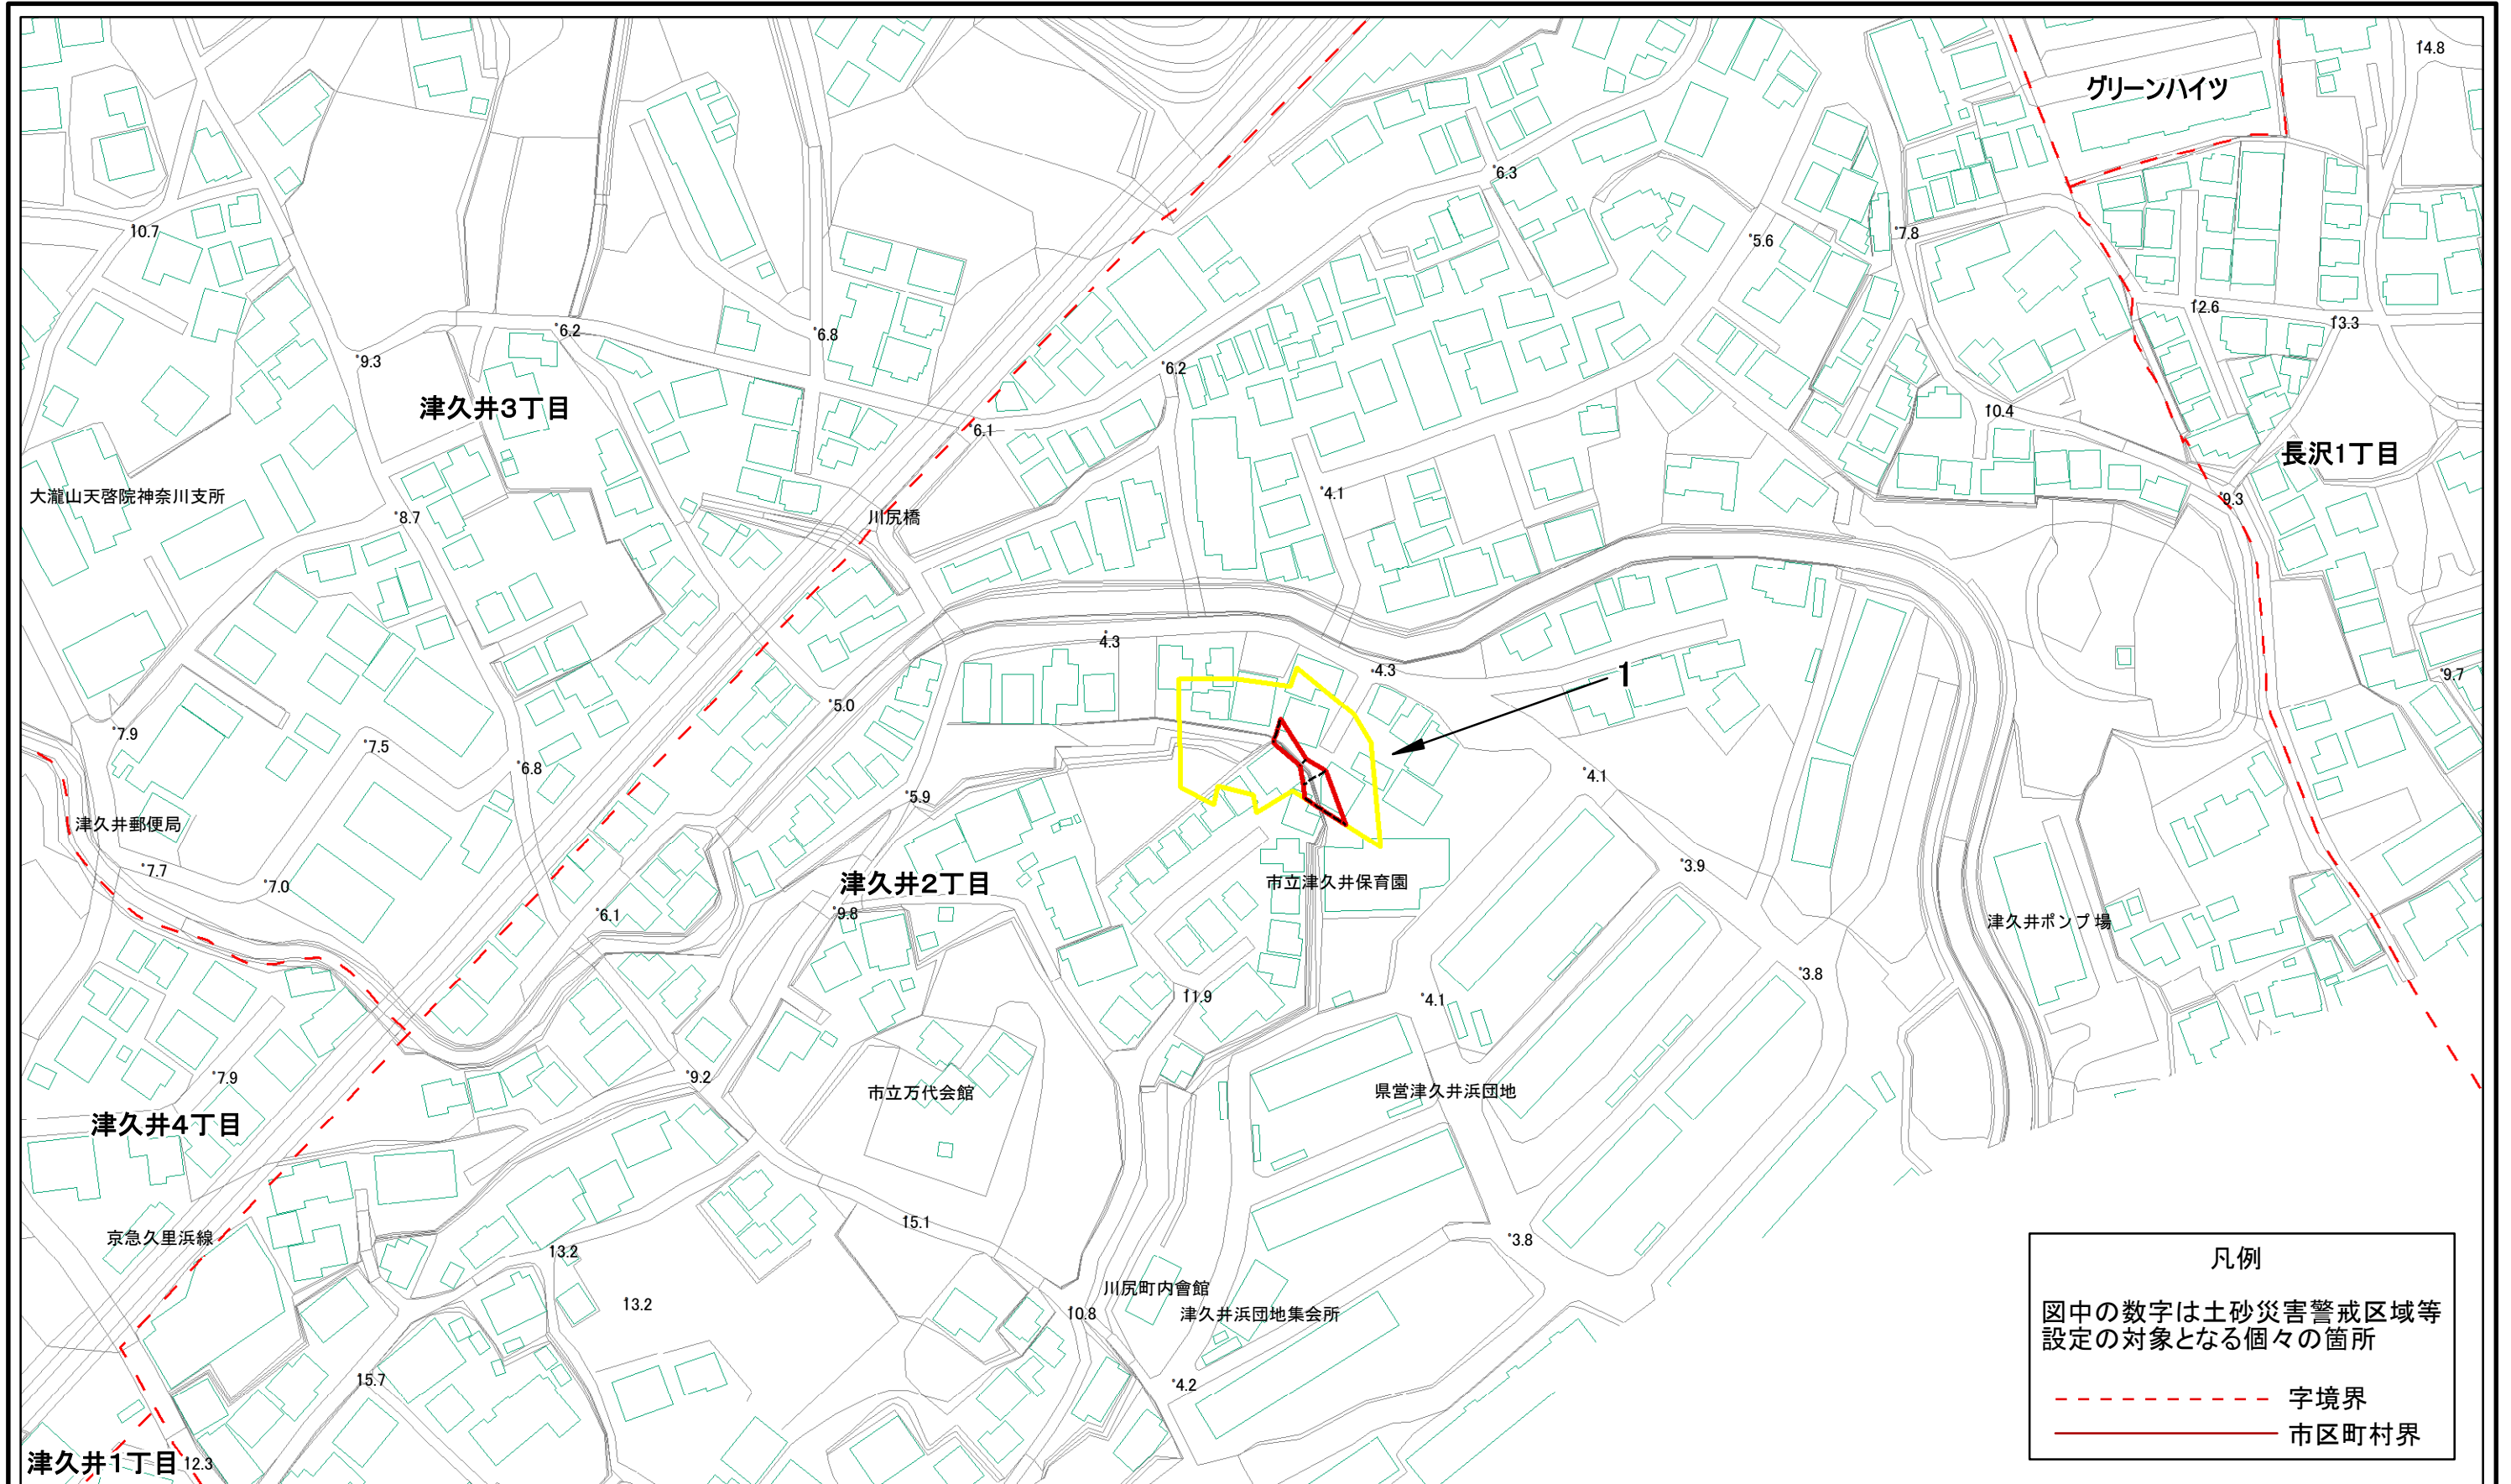 14.8
グリーンハイツ
6.3
10.7
5.6
7.8
12.6
13.3
6.2
6.8
9.3
6.2
津久井3丁目
10.4
6.1
長沢1丁目
大瀧山天啓院神奈川支所
4.1
9.3
8.7
川尻橋
4.3
4.3
1
9.7
5.0
7.9
7.5
6.8
4.1
5.9
津久井郵便局
7.7
7.0
津久井2丁目
市立津久井保育園
3.9
6.1
9.8
津久井ポンプ場
3.8
11.9
4.1
7.9
9.2
市立万代会館
県営津久井浜団地
津久井4丁目
15.1
京急久里浜線
13.2
3.8
川尻町内會館
13.2
10.8
津久井浜団地集会所
15.7
4.2
津久井1丁目
12.3
凡例
図中の数字は土砂災害警戒区域等
設定の対象となる個々の箇所
字境界
市区町村界